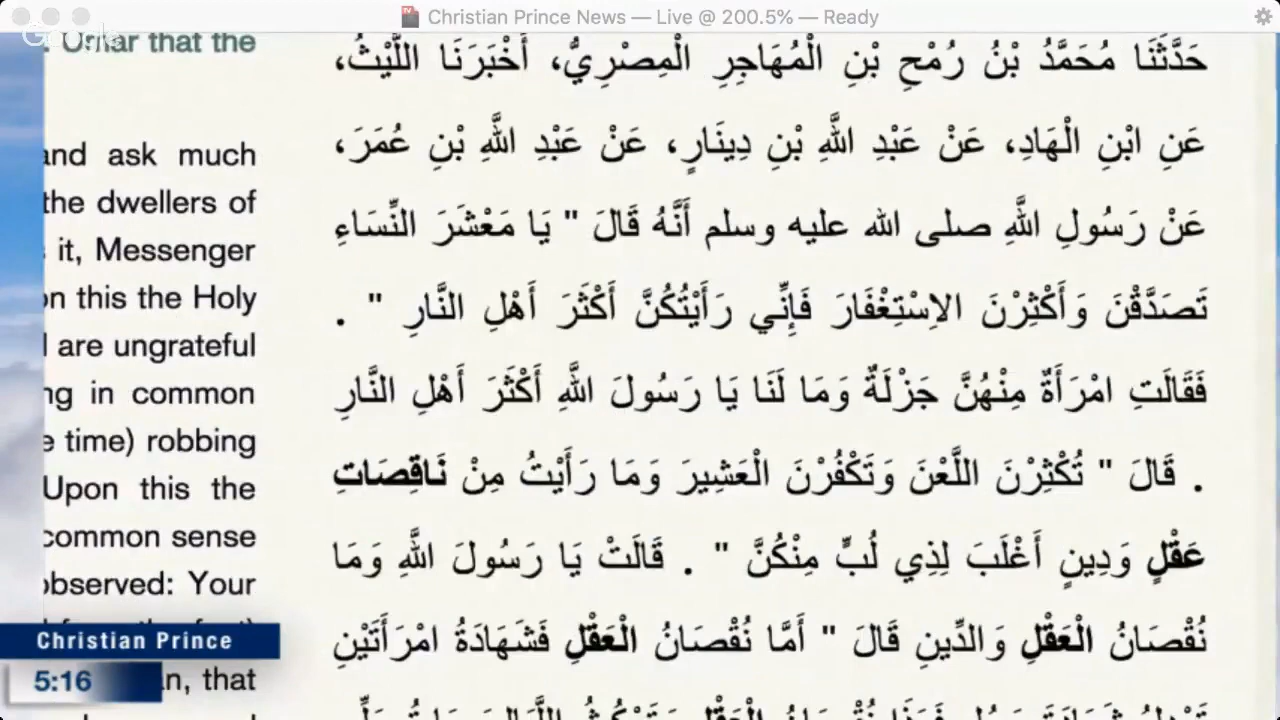 Christian Prince News — Live @ 200.5% — Ready
Google
. Umar that the
and ask much
the dwellers of
it, Messenger
on this the Holy
are ungrateful
ng in common
e time) robbing
Upon this the
common sense
observed: Your
n, that
حَدَّثَنَا مُحَمَّدُ بْنُ رُمْحِ بْنِ الْمُهَاجِرِ الْمِصْرِيُّ، أَخْبَرَنَا اللَّيْثُ،
عَنِ ابْنِ الْهَادِ، عَنْ عَبْدِ اللَّهِ بْنِ دِينَارٍ، عَنْ عَبْدِ اللَّهِ بْنِ عُمَرَ،
عَنْ رَسُولِ اللَّهِ صلى الله عليه وسلم أَنَّهُ قَالَ " يَا مَعْشَرَ النِّسَاءِ
تَصَدَّقْنَ وَأَكْثِرْنَ الاِسْتِغْفَارَ فَإِنِّي رَأَيْتُكُنَّ أَكْثَرَ أَهْلِ النَّارِ " .
فَقَالَتِ امْرَأَةٌ مِنْهُنَّ جَزْلَةٌ وَمَا لَنَا يَا رَسُولَ اللَّهِ أَكْثَرَ أَهْلِ النَّارِ
. قَالَ " تُكْثِرْنَ اللَّعْنَ وَتَكْفُرْنَ الْعَشِيرَ وَمَا رَأَيْتُ مِنْ نَاقِصَاتِ
عَقْلٍ وَدِينٍ أَغْلَبَ لِذِي لُبٍّ مِنْكُنَّ " . قَالَتْ يَا رَسُولَ اللَّهِ وَمَا
نُقْصَانُ الْعَقْلِ وَالدِّينِ قَالَ " أَمَّا نُقْصَانُ الْعَقْلِ فَشَهَادَةُ امْرَأَتَيْنِ
Christian Prince
5:16